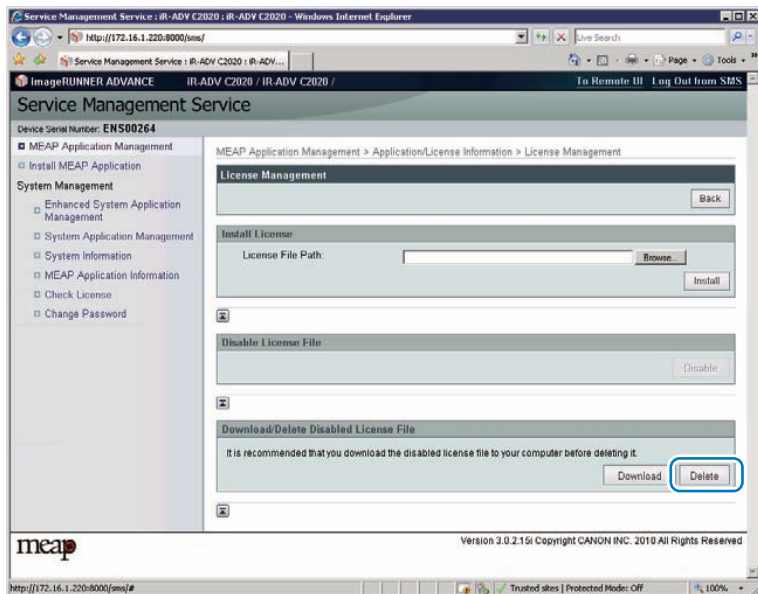 Service Management Service : iR-ADV C2020 : iR-ADV C2020 - Windows Internet Explorer
http://172.16.1.220:8000/sms/
Live Search
Service Management Service : iR-ADV C2020 : iR-ADV...
Page
Tools
imageRUNNER ADVANCE iR-ADV C2020 / iR-ADV C2020 /
To Remote UI Log Out from SMS
Service Management Service
Device Serial Number: ENS00264
MEAP Application Management
Install MEAP Application
System Management
Enhanced System Application
Management
System Application Management
System Information
MEAP Application Information
Check License
Change Password
MEAP Application Management > Application/License Information > License Management
License Management
Back
Install License
License File Path:
Browse...
Install
Disable License File
Disable
Download/Delete Disabled License File
It is recommended that you download the disabled license file to your computer before deleting it.
Download Delete
meap
Version 3.0.2.15i Copyright CANON INC. 2010 All Rights Reserved
http://172.16.1.220:8000/sms/#
Trusted sites | Protected Mode: Off
100%